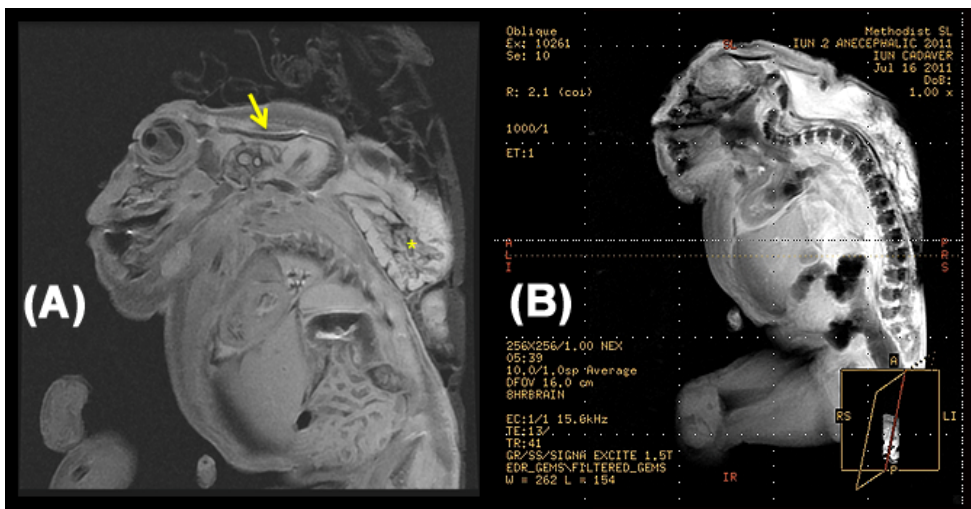 (A)
*
Oblique
Ex: 10261
Se: 10
R: 2.1 (coi)
1000/1
ET:1
SL
Methodist SL
IUN 2 ANECEPHALIC 2011
IUN CADAVER
Jul 16 2011
DoB:
1.00 x
A
L
I
P
R
S
(B)
256X256/1.00 NEX
05:39
10.0/1.0sp Average
DFOV 16.0 cm
8HRBRAIN
EC:1/1 15.6kHz
TE:13/
TR:41
GR/SS/SIGNA EXCITE 1.5T
EDR_GEMS\FILTERED_GEMS
W = 262 L = 154
IR
A
RS
LI
P